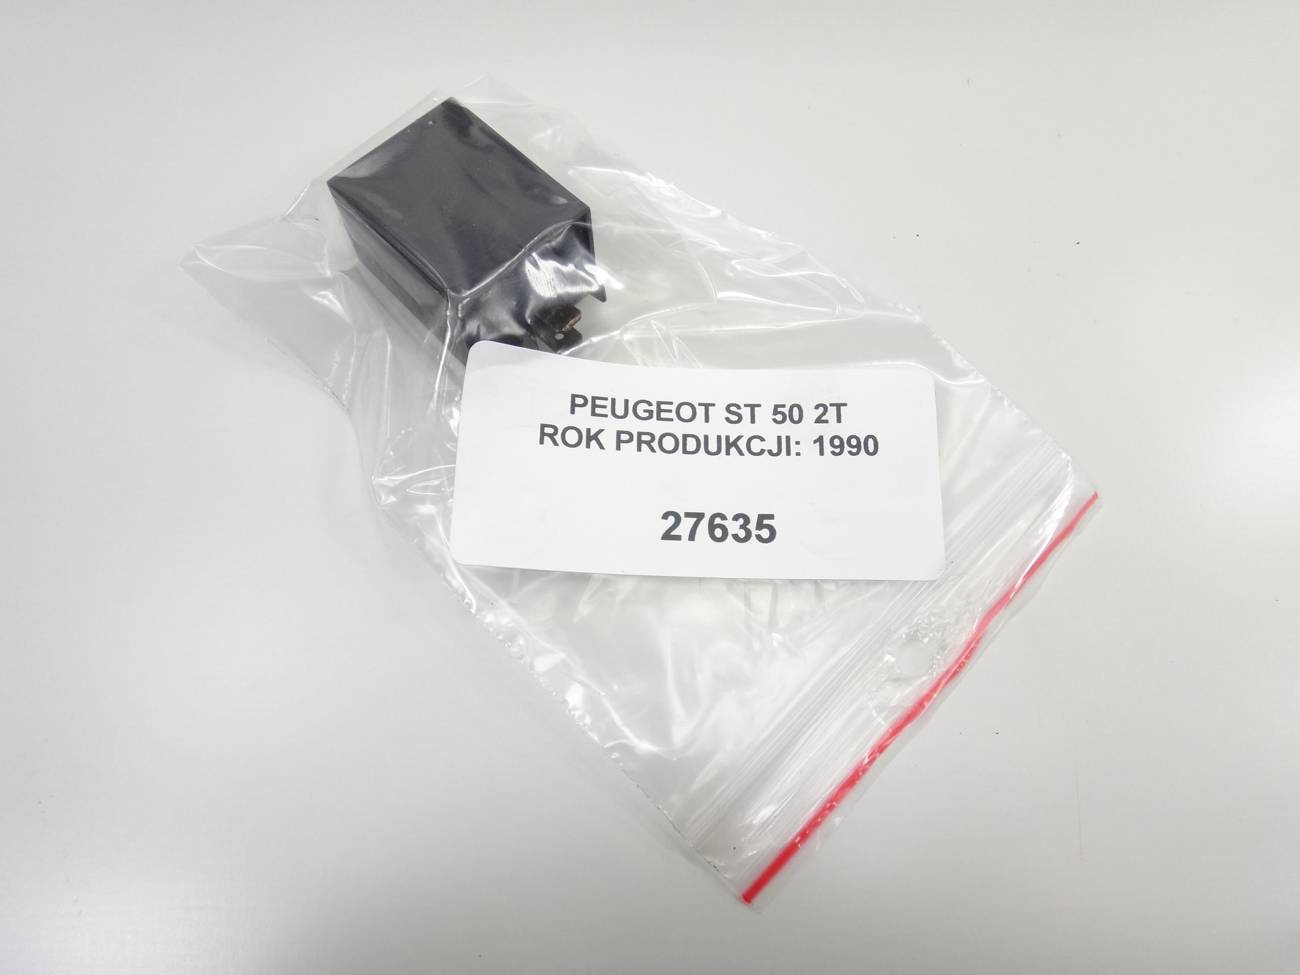 PEUGEOT ST 50 2T
ROK PRODUKCJI: 1990
27635